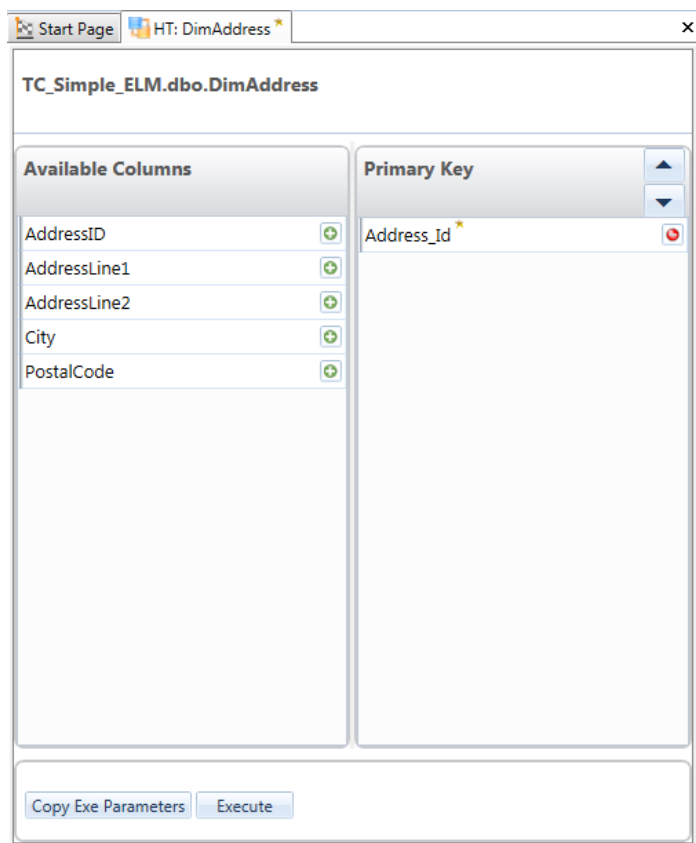 Start Page HT: DimAddress*
TC_Simple_ELM.dbo.DimAddress
Available Columns
AddressID
AddressLine1
AddressLine2
City
PostalCode
Primary Key
Address_Id*
Copy Exe Parameters Execute